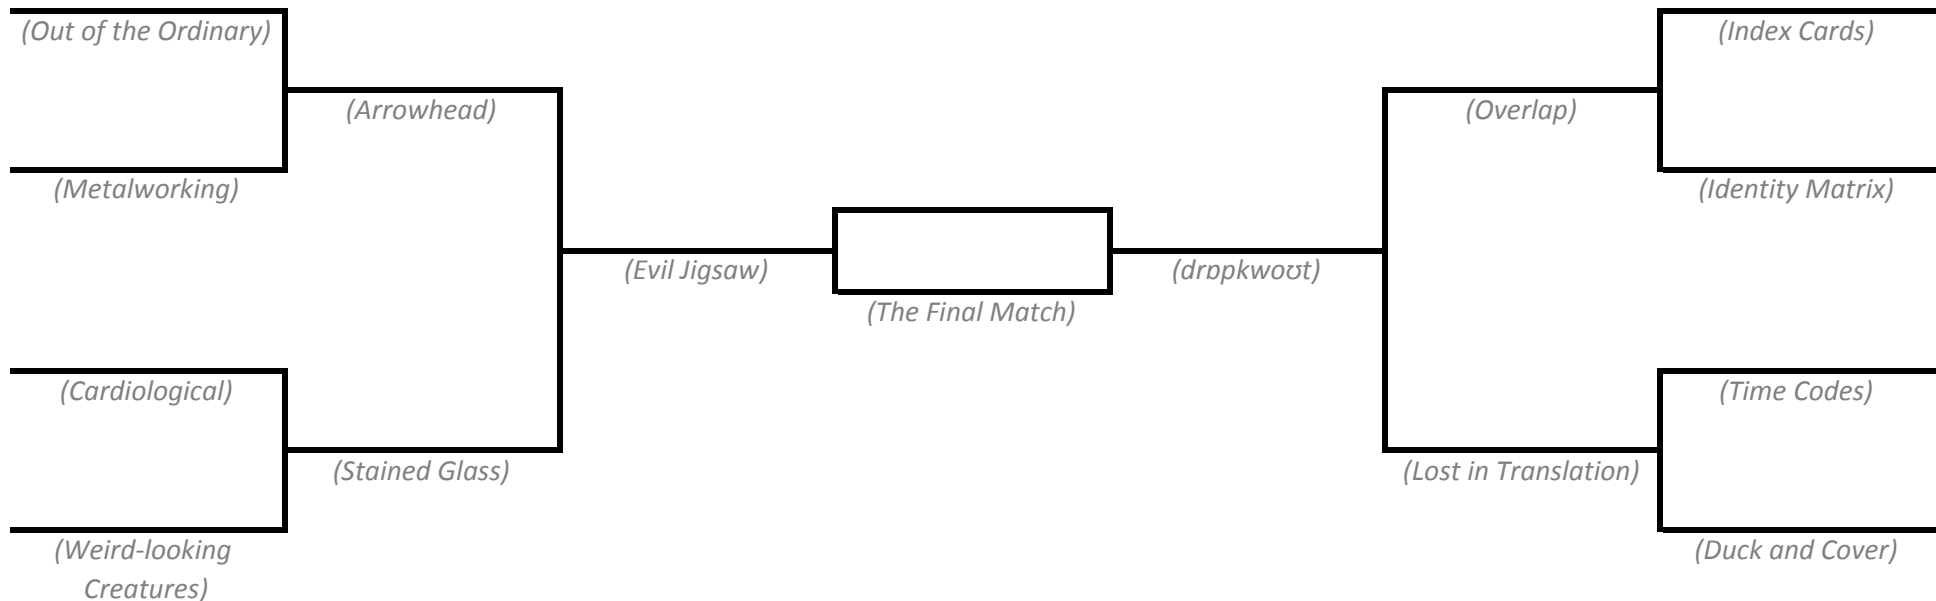 (Out of the Ordinary)
(Index Cards)
(Arrowhead)
(Overlap)
(Metalworking)
(Identity Matrix)
(Evil Jigsaw)
(drɒpkwoʊt)
(The Final Match)
(Cardiological)
(Time Codes)
(Stained Glass)
(Lost in Translation)
(Weird-looking
Creatures)
(Duck and Cover)